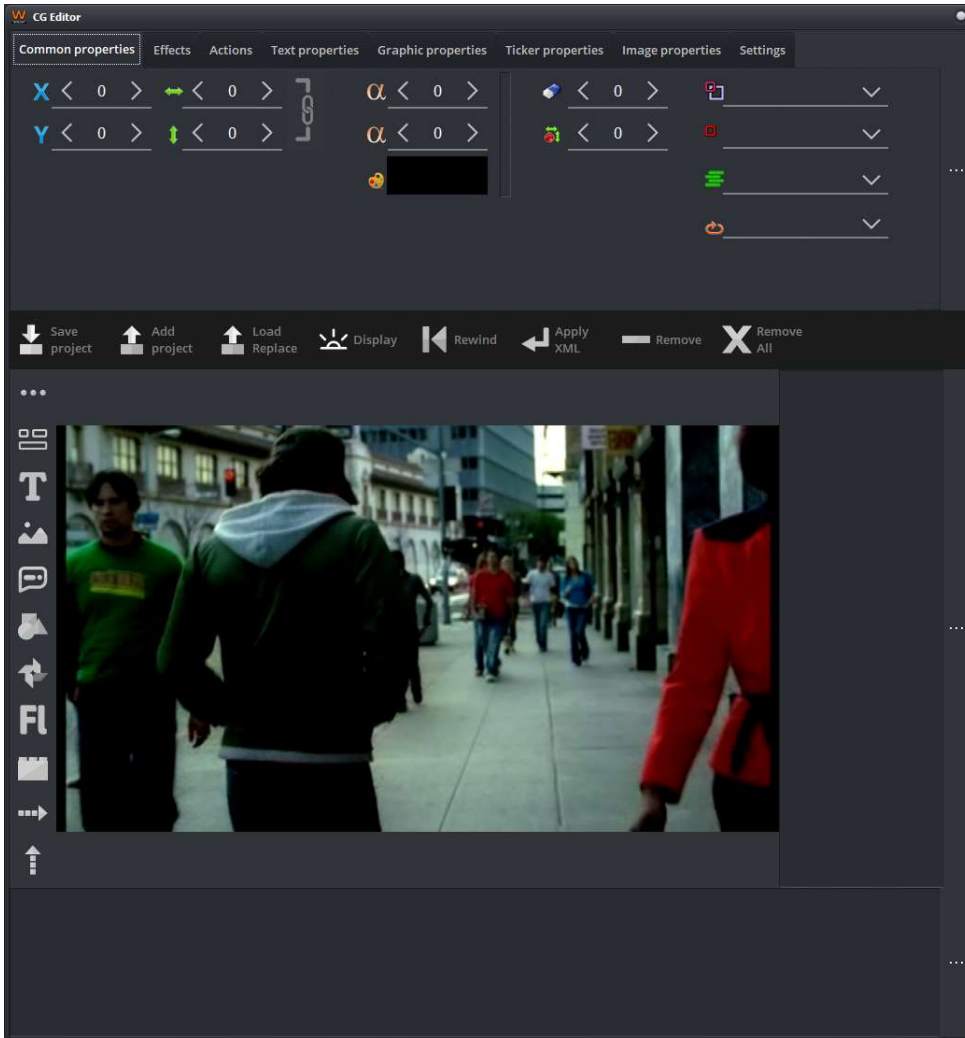 CG Editor
Common properties Effects Actions Text properties Graphic properties Ticker properties Image properties Settings
X 0 0 α 0 0
Y 0 0 α 0 0
Save project
Add project
Load Replace
Display
Rewind
Apply XML
Remove
Remove All
T
Fl